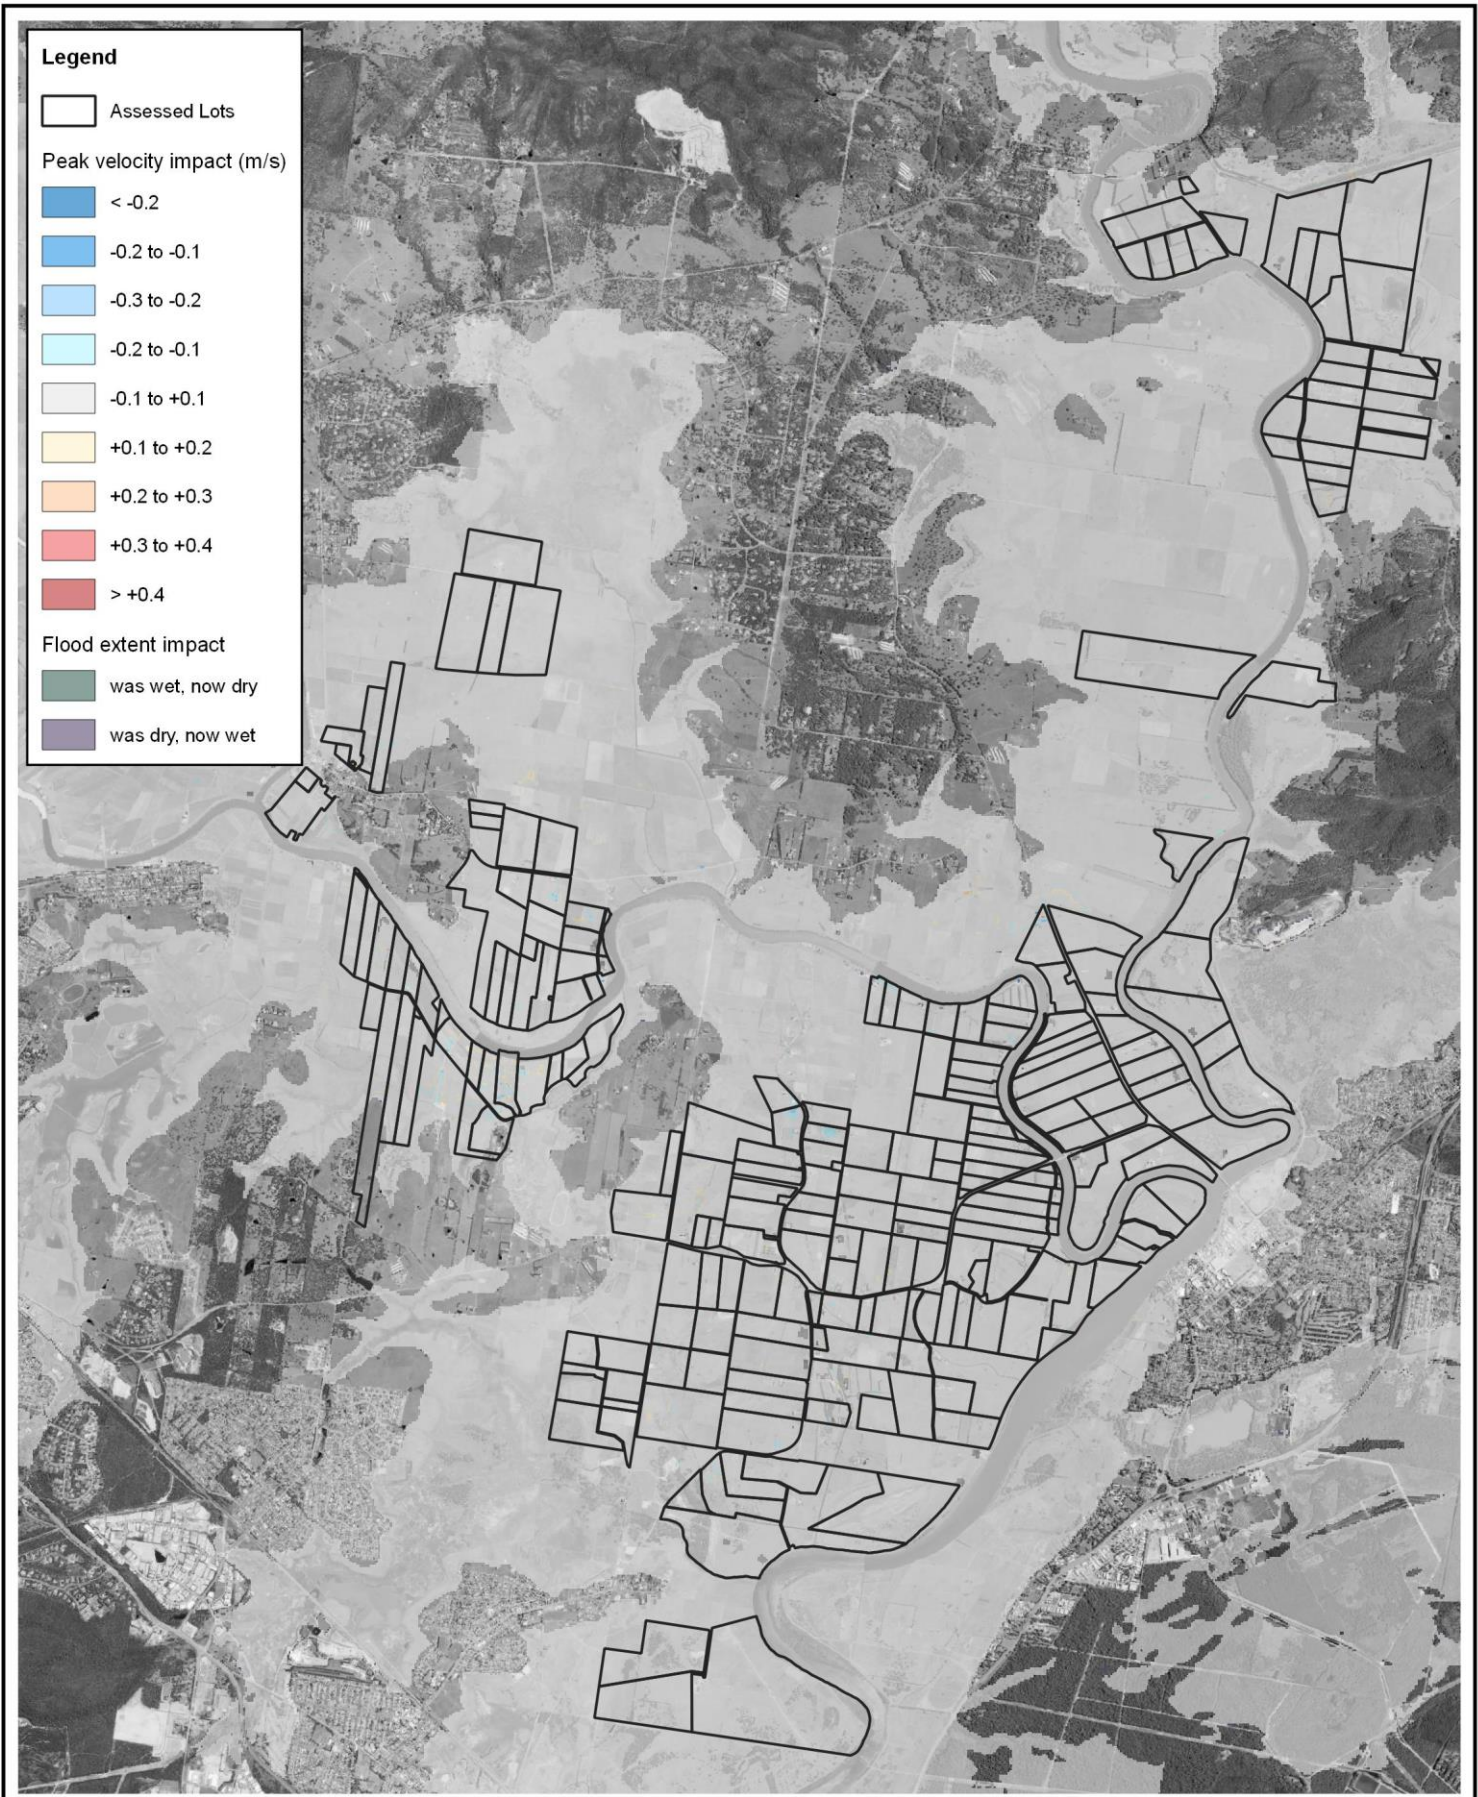 Legend
Assessed Lots
Peak velocity impact (m/s)
< -0.2
-0.2 to -0.1
-0.3 to -0.2
-0.2 to -0.1
-0.1 to +0.1
+0.1 to +0.2
+0.2 to +0.3
+0.3 to +0.4
> +0.4
Flood extent impact
was wet, now dry
was dry, now wet